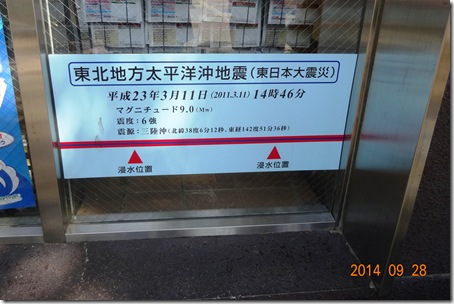 東北地方太平洋沖地震(東日本大震災)
平成23年3月11日(2011.3.11) 14時46分
マグニチュード9.0(Mw)
震度:6強
震源:三陸沖(北緯38度6分12秒、東経142度51分36秒)
浸水位置 浸水位置
2014 09 28